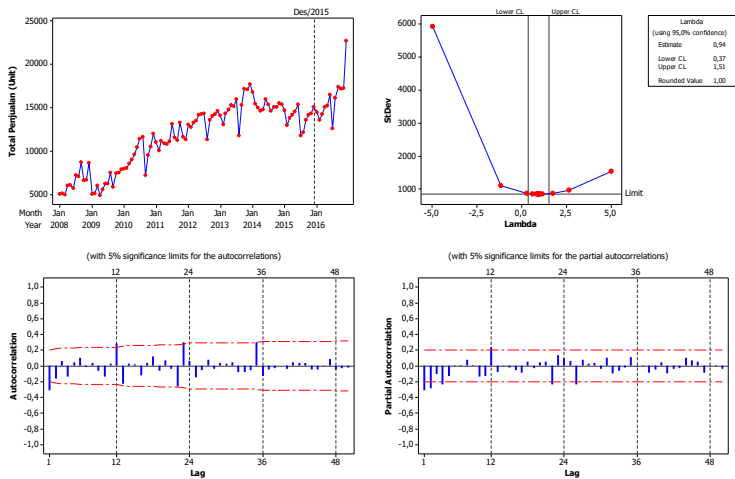 Des/2015
Total Penjualan (Unit)
25000
20000
15000
10000
5000
Month Jan Jan Jan Jan Jan Jan Jan Jan Jan
Year 2008 2009 2010 2011 2012 2013 2014 2015 2016
Lower CL Upper CL
StDev
6000
5000
4000
3000
2000
1000
Limit
-5,0 -2,5 0,0 2,5 5,0
Lambda
Lambda
(using 95,0% confidence)
Estimate 0,94
Lower CL 0,37
Upper CL 1,51
Rounded Value 1,00
(with 5% significance limits for the autocorrelations)
12 24 36 48
Autocorrelation
1,0
0,8
0,6
0,4
0,2
0,0
-0,2
-0,4
-0,6
-0,8
-1,0
1 12 24 36 48
Lag
(with 5% significance limits for the partial autocorrelations)
12 24 36 48
Partial Autocorrelation
1,0
0,8
0,6
0,4
0,2
0,0
-0,2
-0,4
-0,6
-0,8
-1,0
1 12 24 36 48
Lag